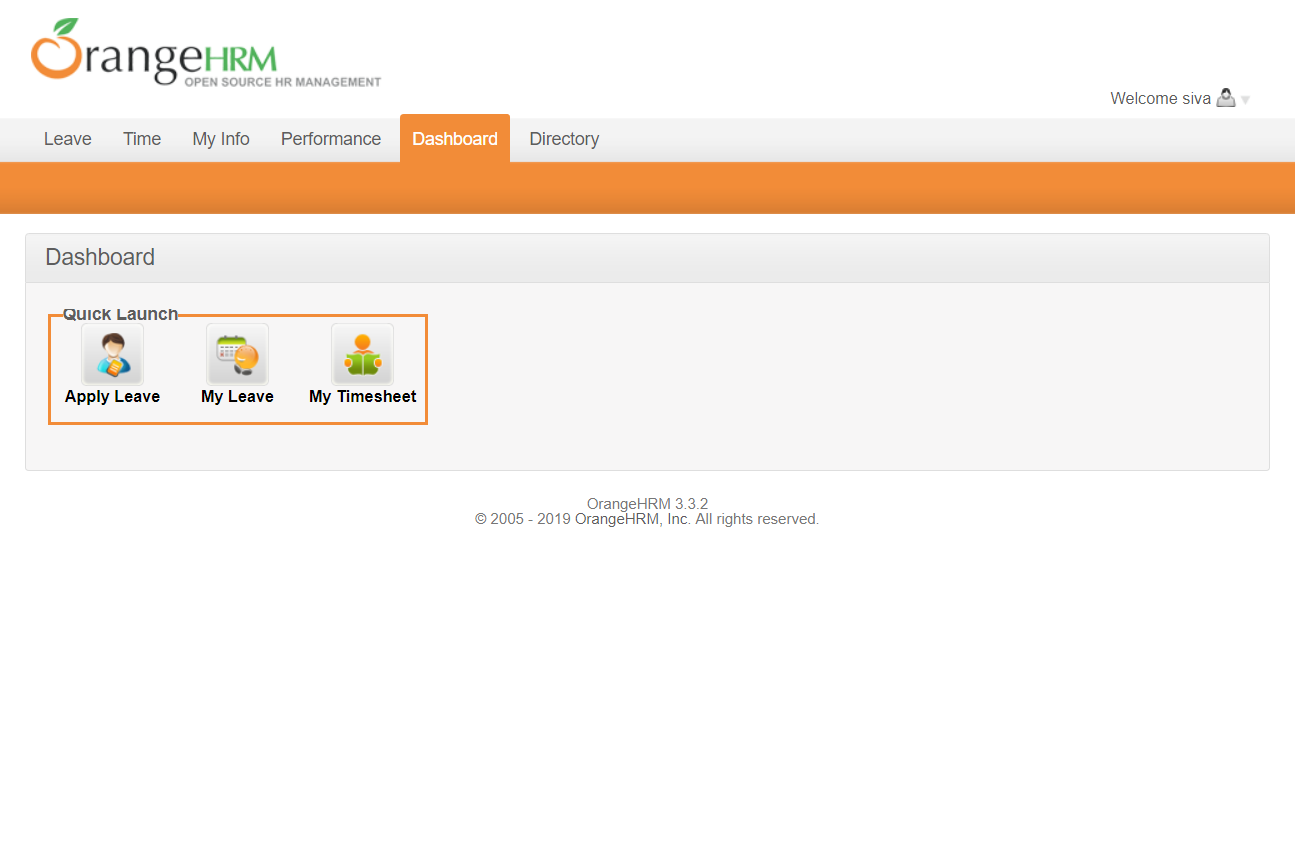 OrangeHRM
OPEN SOURCE HR MANAGEMENT
Welcome siva
Leave Time My Info Performance Dashboard Directory
Dashboard
Quick Launch
Apply Leave My Leave My Timesheet
OrangeHRM 3.3.2
© 2005 - 2019 OrangeHRM, Inc. All rights reserved.